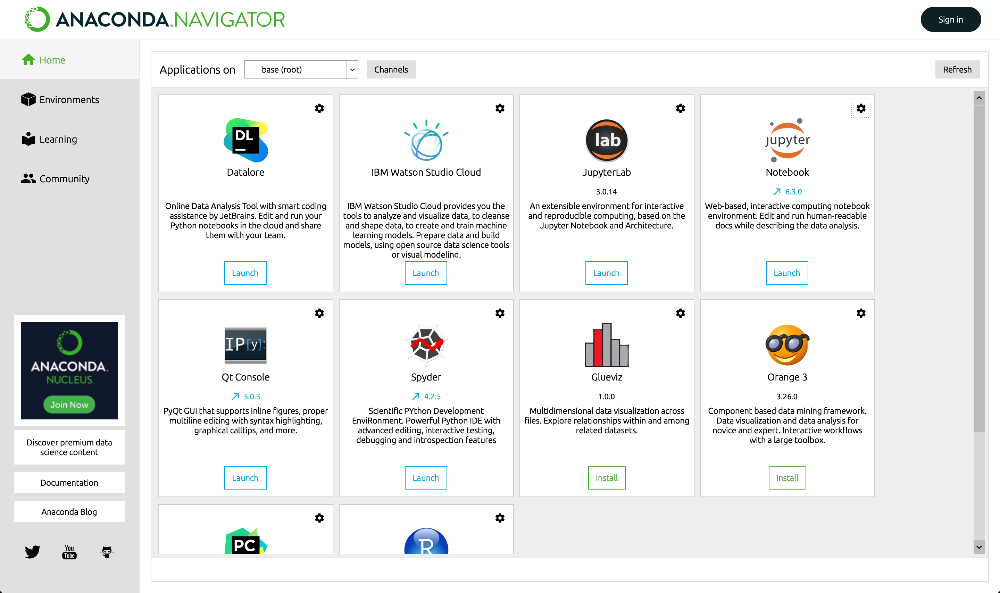 ANACONDA.NAVIGATOR
Sign in
Home
Environments
Learning
Community
ANACONDA.
NUCLEUS
Join Now
Discover premium data
science content
Documentation
Anaconda Blog
You
Tube
Applications on
base (root)
Channels
Refresh
DL
Datalore
Online Data Analysis Tool with smart coding
assistance by JetBrains. Edit and run your
Python notebooks in the cloud and share
them with your team.
Launch
IBM Watson Studio Cloud
IBM Watson Studio Cloud provides you the
tools to analyze and visualize data, to cleanse
and shape data, to create and train machine
learning models. Prepare data and build
models, using open source data science tools
or visual modeling.
Launch
lab
JupyterLab
3.0.14
An extensible environment for interactive
and reproducible computing, based on the
Jupyter Notebook and Architecture.
Launch
jupyter
Notebook
6.3.0
Web-based, interactive computing notebook
environment. Edit and run human-readable
docs while describing the data analysis.
Launch
IP[y]:
Qt Console
5.0.3
PyQt GUI that supports inline figures, proper
multiline editing with syntax highlighting,
graphical calltips, and more.
Launch
Spyder
4.2.5
Scientific PYthon Development
EnviRonment. Powerful Python IDE with
advanced editing, interactive testing,
debugging and introspection features
Launch
Glueviz
1.0.0
Multidimensional data visualization across
files. Explore relationships within and among
related datasets.
Install
Orange 3
3.26.0
Component based data mining framework.
Data visualization and data analysis for
novice and expert. Interactive workflows
with a large toolbox.
Install
PC
R